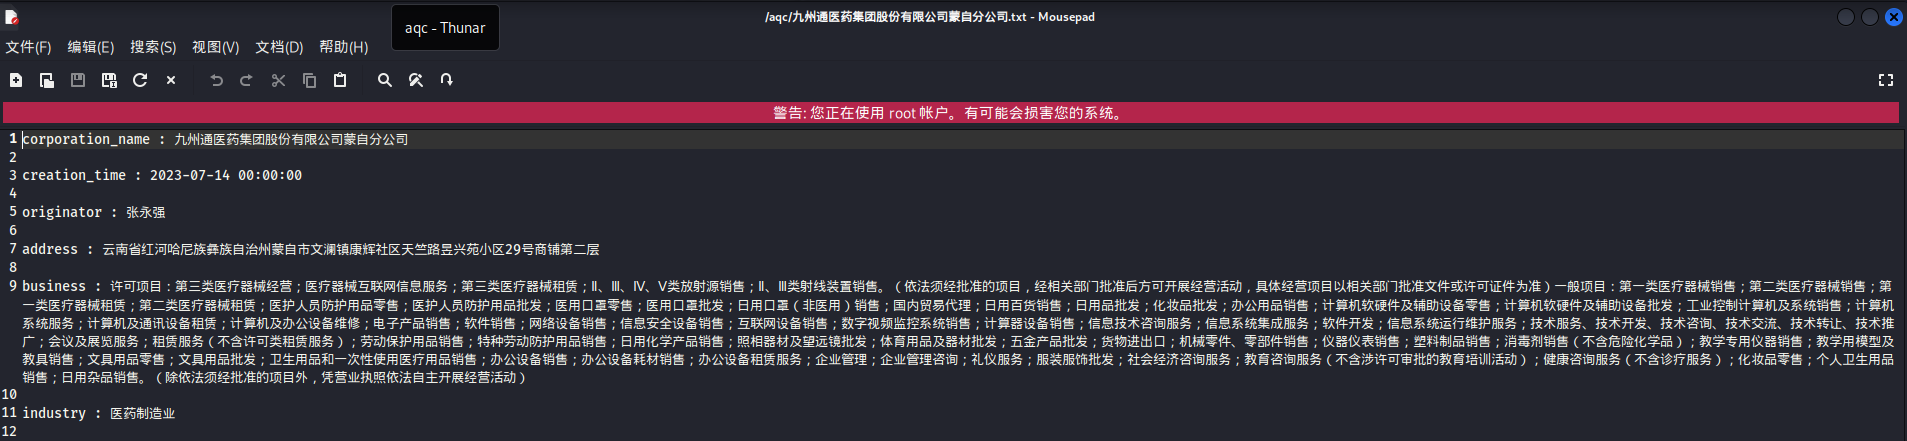 /aqc/九州通医药集团股份有限公司蒙自分公司.txt - Mousepad
aqc - Thunar
文件(F) 编辑(E) 搜索(S) 视图(V) 文档(D) 帮助(H)
警告: 您正在使用 root 帐户。有可能会损害您的系统。
1 corporation_name : 九州通医药集团股份有限公司蒙自分公司
2
3 creation_time : 2023-07-14 00:00:00
4
5 originator : 张永强
6
7 address : 云南省红河哈尼族彝族自治州蒙自市文澜镇康辉社区天竺路昱兴苑小区29号商铺第二层
8
9 business : 许可项目：第三类医疗器械经营；医疗器械互联网信息服务；第三类医疗器械租赁；Ⅱ、Ⅲ、Ⅳ、Ⅴ类放射源销售；Ⅱ、Ⅲ类射线装置销售。（依法须经批准的项目，经相关部门批准后方可开展经营活动，具体经营项目以相关部门批准文件或许可证件为准）一般项目：第一类医疗器械销售；第二类医疗器械销售；第
一类医疗器械租赁；第二类医疗器械租赁；医护人员防护用品零售；医护人员防护用品批发；医用口罩零售；医用口罩批发；日用口罩（非医用）销售；国内贸易代理；日用百货销售；日用品批发；化妆品批发；办公用品销售；计算机软硬件及辅助设备零售；计算机软硬件及辅助设备批发；工业控制计算机及系统销售；计算机
系统服务；计算机及通讯设备租赁；计算机及办公设备维修；电子产品销售；软件销售；网络设备销售；信息安全设备销售；互联网设备销售；数字视频监控系统销售；计算器设备销售；信息技术咨询服务；信息系统集成服务；软件开发；信息系统运行维护服务；技术服务、技术开发、技术咨询、技术交流、技术转让、技术推
广；会议及展览服务；租赁服务（不含许可类租赁服务）；劳动保护用品销售；特种劳动防护用品销售；日用化学产品销售；照相器材及望远镜批发；体育用品及器材批发；五金产品批发；货物进出口；机械零件、零部件销售；仪器仪表销售；塑料制品销售；消毒剂销售（不含危险化学品）；教学专用仪器销售；教学用模型及
教具销售；文具用品零售；文具用品批发；卫生用品和一次性使用医疗用品销售；办公设备销售；办公设备耗材销售；办公设备租赁服务；企业管理；企业管理咨询；礼仪服务；服装服饰批发；社会经济咨询服务；教育咨询服务（不含涉许可审批的教育培训活动）；健康咨询服务（不含诊疗服务）；化妆品零售；个人卫生用品
销售；日用杂品销售。（除依法须经批准的项目外，凭营业执照依法自主开展经营活动）
10
11 industry : 医药制造业
12